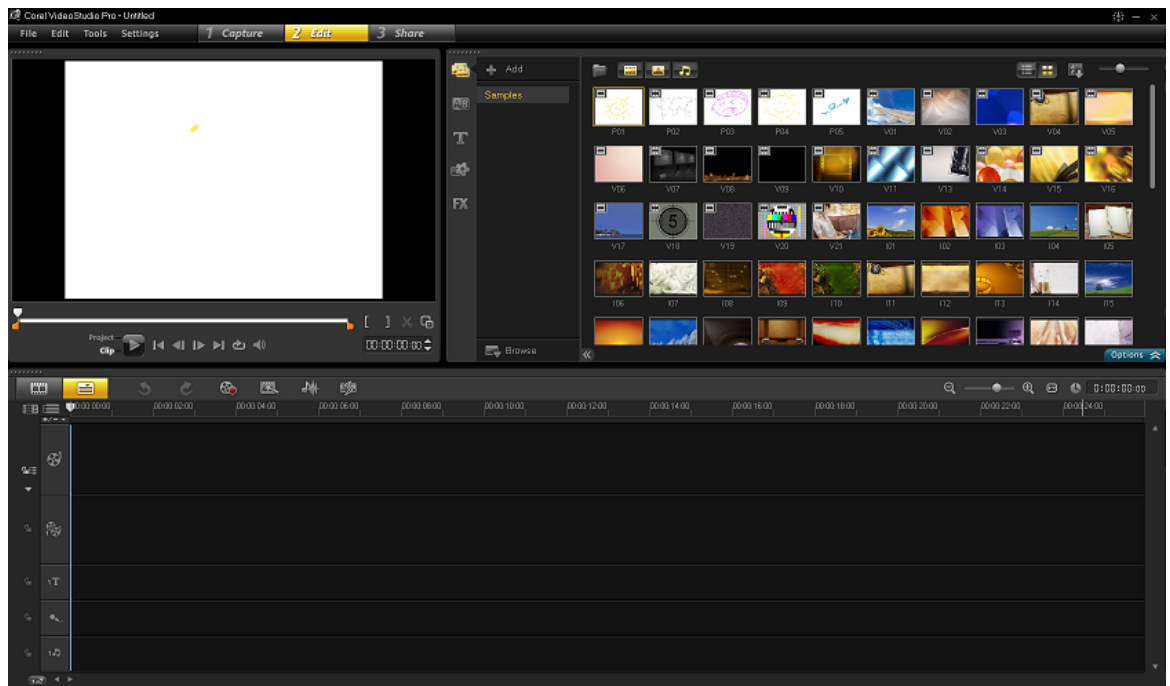 Corel VideoStudio Pro - Untitled
File Edit Tools Settings 1 Capture 2 Edit 3 Share
Add
Samples
P01 P02 P03 P04 P05 V01 V02 V03 V04 V05
V06 V07 V08 V09 V10 V11 V13 V14 V15 V16
5
V17 V18 V19 V20 V21 I01 I02 I03 I04 I05
I06 I07 I08 I09 I10 I11 I12 I13 I14 I15
Project
Clip
[ ] 00:00:00:00
Browse
Options
0:00:00:00
00:00:00:00 00:00:02:00 00:00:04:00 00:00:06:00 00:00:08:00 00:00:10:00 00:00:12:00 00:00:14:00 00:00:16:00 00:00:18:00 00:00:20:00 00:00:22:00 00:00:24:00
AB
T
FX
1T
1